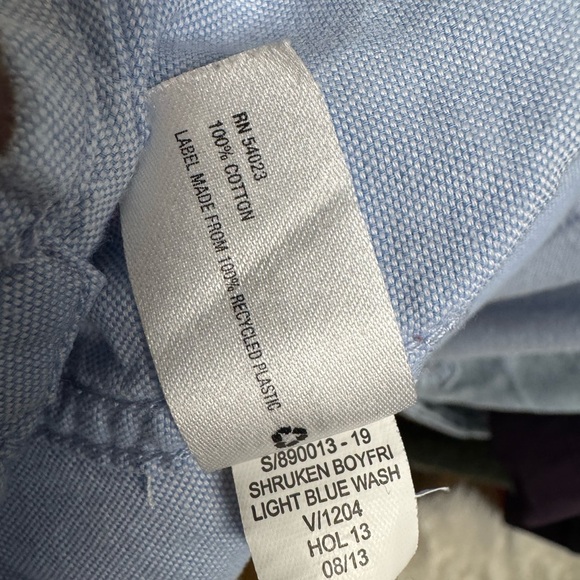 RN 54023
100% COTTON
LABEL MADE FROM 100% RECYCLED PLASTIC
S/890013 - 19
SHRUKEN BOYFRI
LIGHT BLUE WASH
V/1204
HOL 13
08/13